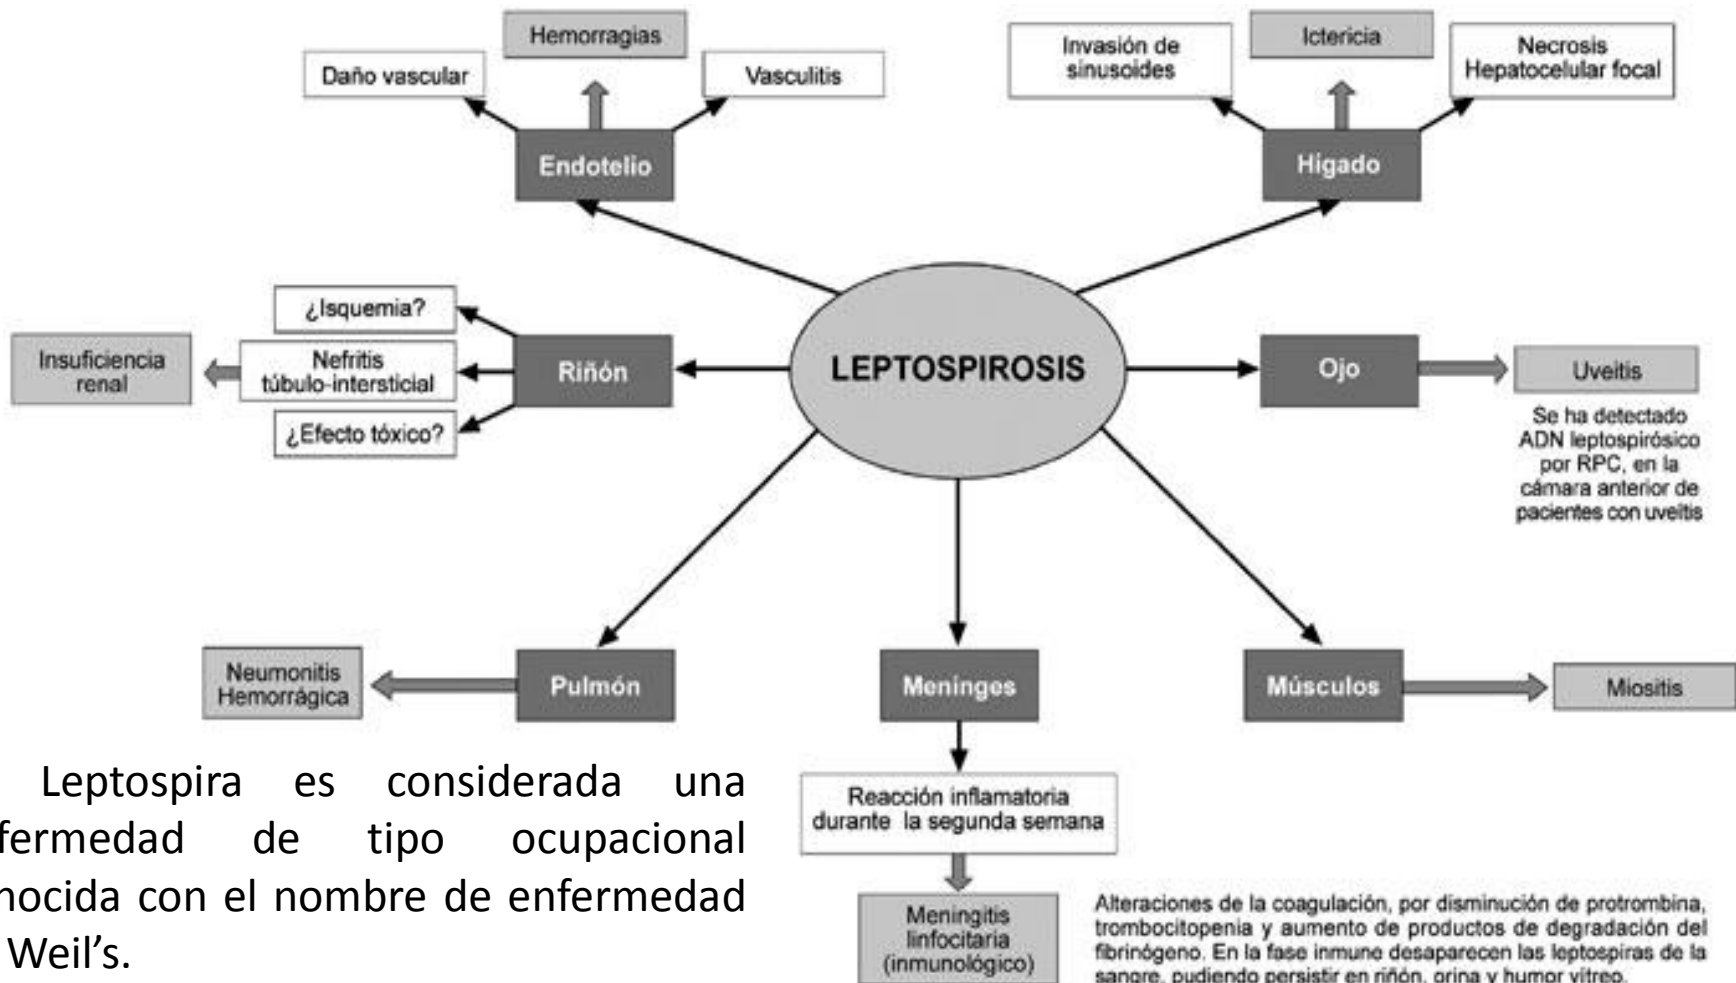 Hemorragias
Daño vascular
Vasculitis
Endotelio
Invasión de
sinusoides
Ictericia
Necrosis
Hepatocelular focal
Higado
¿Isquemia?
Nefritis
túbulo-intersticial
¿Efecto tóxico?
Insuficiencia
renal
Riñón
LEPTOSPIROSIS
Ojo
Uveitis
Se ha detectado
ADN leptospirósico
por RPC, en la
cámara anterior de
pacientes con uveítis
Neumonitis
Hemorrágica
Pulmón
Meninges
Músculos
Miositis
Leptospira es considerada una
fermedad de tipo ocupacional
nocida con el nombre de enfermedad
Weil’s.
Reacción inflamatoria
durante la segunda semana
Meningitis
linfocitaria
(inmunológico)
Alteraciones de la coagulación, por disminución de protrombina,
trombocitopenia y aumento de productos de degradación del
fibrinógeno. En la fase inmune desaparecen las leptospiras de la
sangre, pudiendo persistir en riñón, orina y humor vítreo.